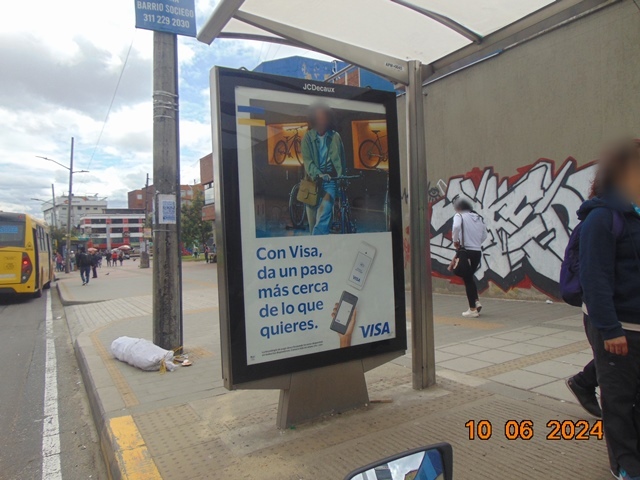 BARRIO SOCIEGO
311 229 2030
JCDecaux
Con Visa,
da un paso
más cerca
de lo que
quieres.
VISA
10 06 2024